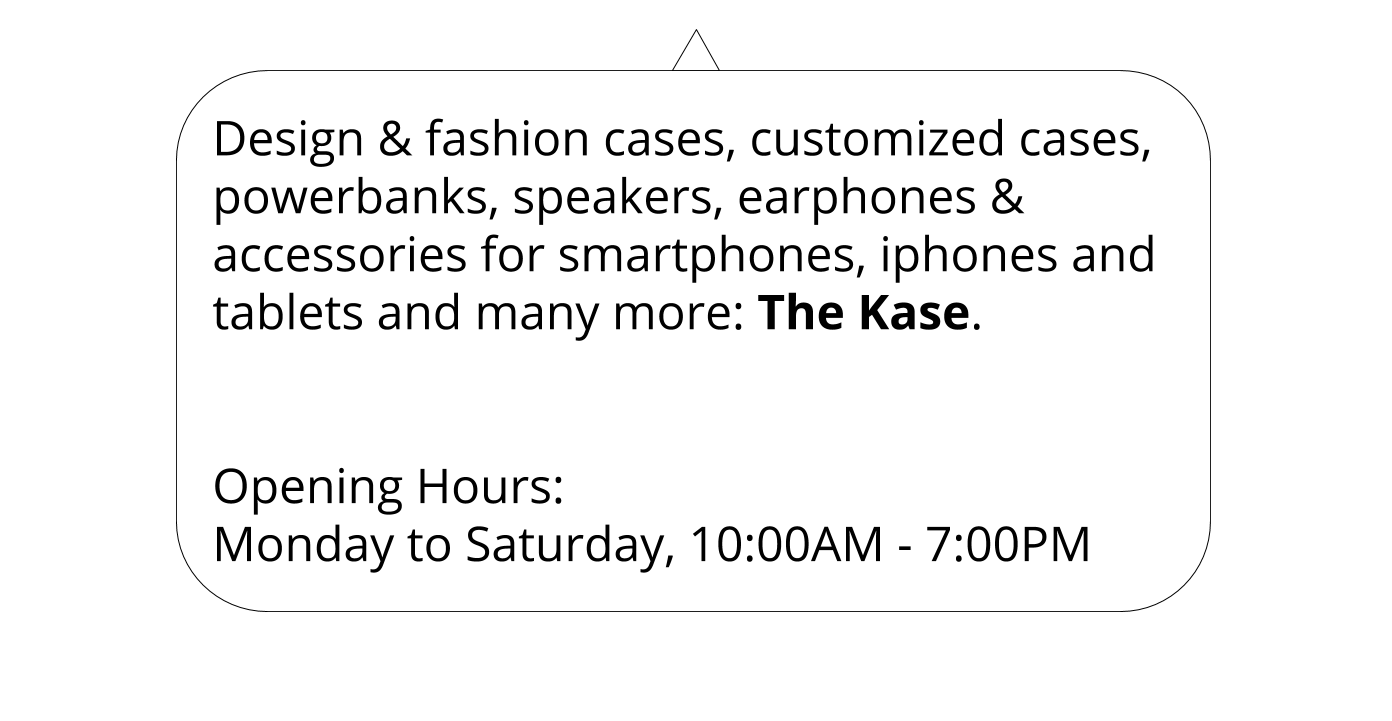 Design & fashion cases, customized cases,
powerbanks, speakers, earphones &
accessories for smartphones, iphones and
tablets and many more: The Kase.
Opening Hours:
Monday to Saturday, 10:00AM - 7:00PM